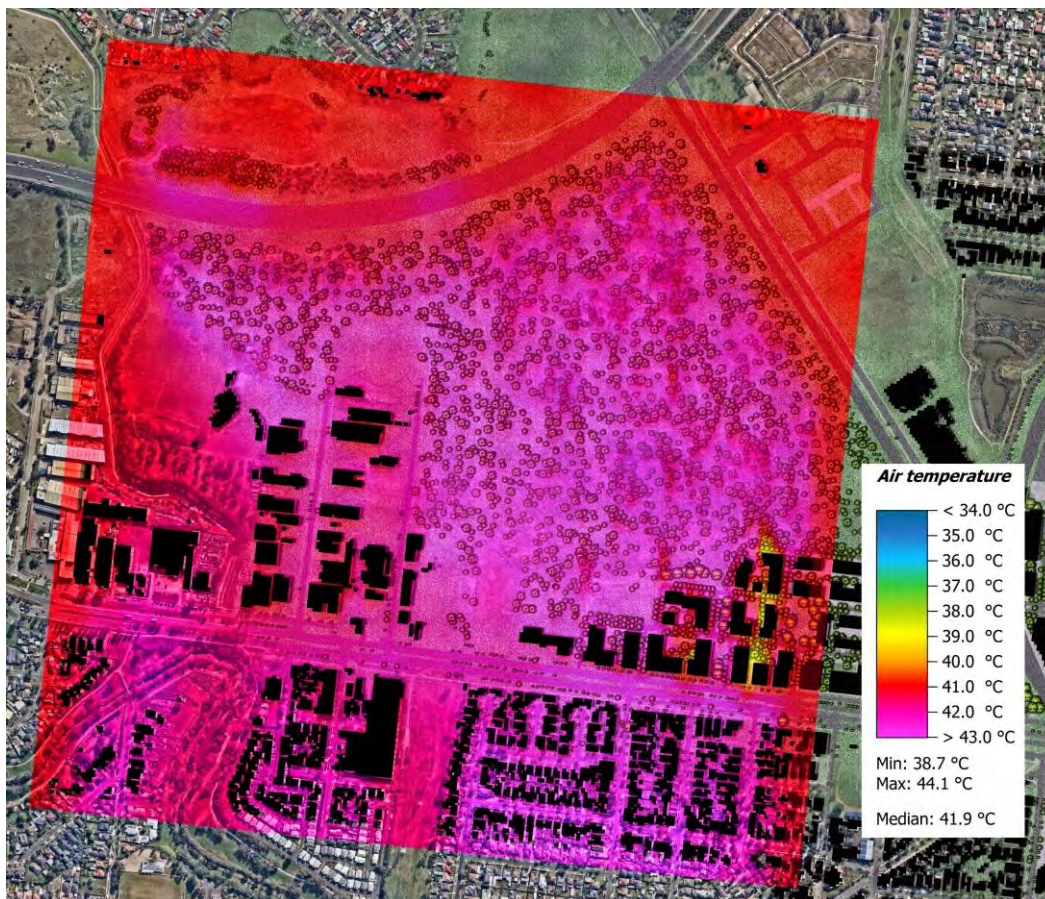 Air temperature
< 34.0 °C
35.0 °C
36.0 °C
37.0 °C
38.0 °C
39.0 °C
40.0 °C
41.0 °C
42.0 °C
> 43.0 °C
Min: 38.7 °C
Max: 44.1 °C
Median: 41.9 °C